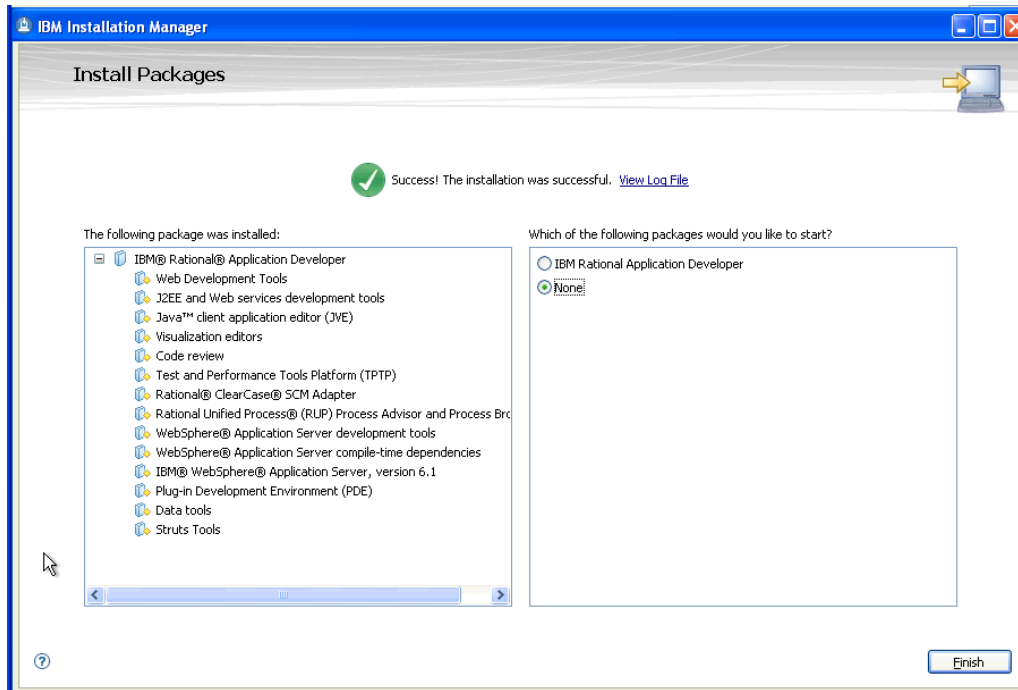 IBM Installation Manager
Install Packages
Success! The installation was successful. View Log File
The following package was installed:
IBM® Rational® Application Developer
Web Development Tools
J2EE and Web services development tools
Java™ client application editor (JVE)
Visualization editors
Code review
Test and Performance Tools Platform (TPTP)
Rational® ClearCase® SCM Adapter
Rational Unified Process® (RUP) Process Advisor and Process Brc
WebSphere® Application Server development tools
WebSphere® Application Server compile-time dependencies
IBM® WebSphere® Application Server, version 6.1
Plug-in Development Environment (PDE)
Data tools
Struts Tools
Which of the following packages would you like to start?
IBM Rational Application Developer
None
?
Finish